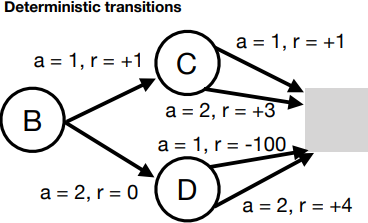 Deterministic transitions
a = 1, r = +1
a = 1, r = +1
C
a = 2, r = +3
B
a = 1, r = -100
D
a = 2, r = 0
a = 2, r = +4